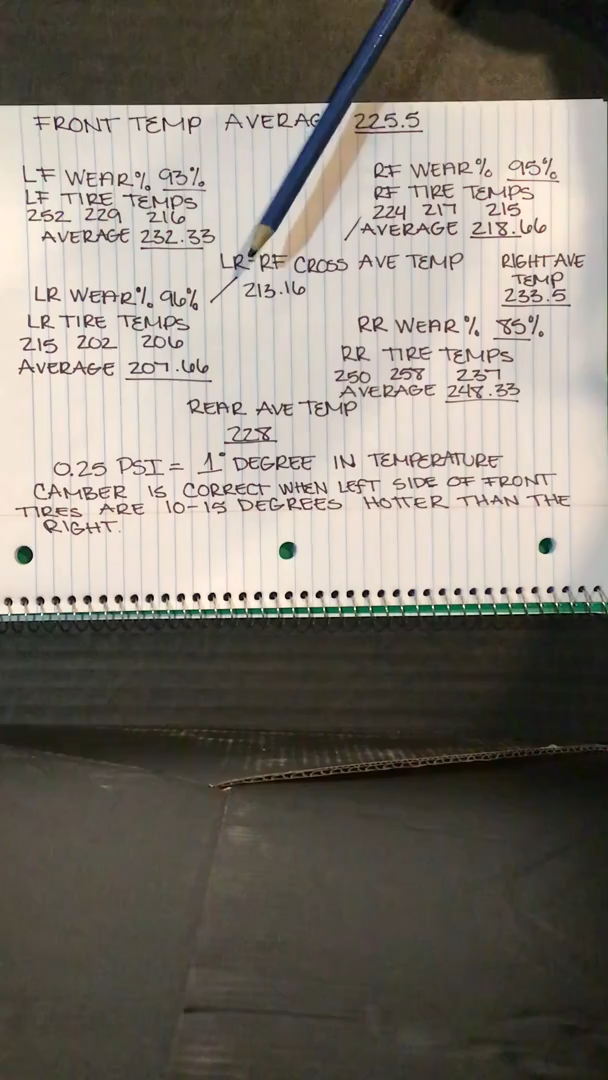 FRONT TEMP AVERAG 225.5
LF WEAR% 93%
LF TIRE TEMPS
252 229 216
AVERAGE 232.33
RF WEAR% 95%
RF TIRE TEMPS
224 217 215
AVERAGE 218.66
LR RF CROSS AVE TEMP
213.16
RIGHT AVE
TEMP
233.5
LR WEAR% 96%
LR TIRE TEMPS
215 202 206
AVERAGE 207.66
RR WEAR% 85%
RR TIRE TEMPS
250 258 237
AVERAGE 248.33
REAR AVE TEMP
228
0.25 PSI = 1° DEGREE IN TEMPERATURE
CAMBER IS CORRECT WHEN LEFT SIDE OF FRONT
TIRES ARE 10-15 DEGREES HOTTER THAN THE
RIGHT.